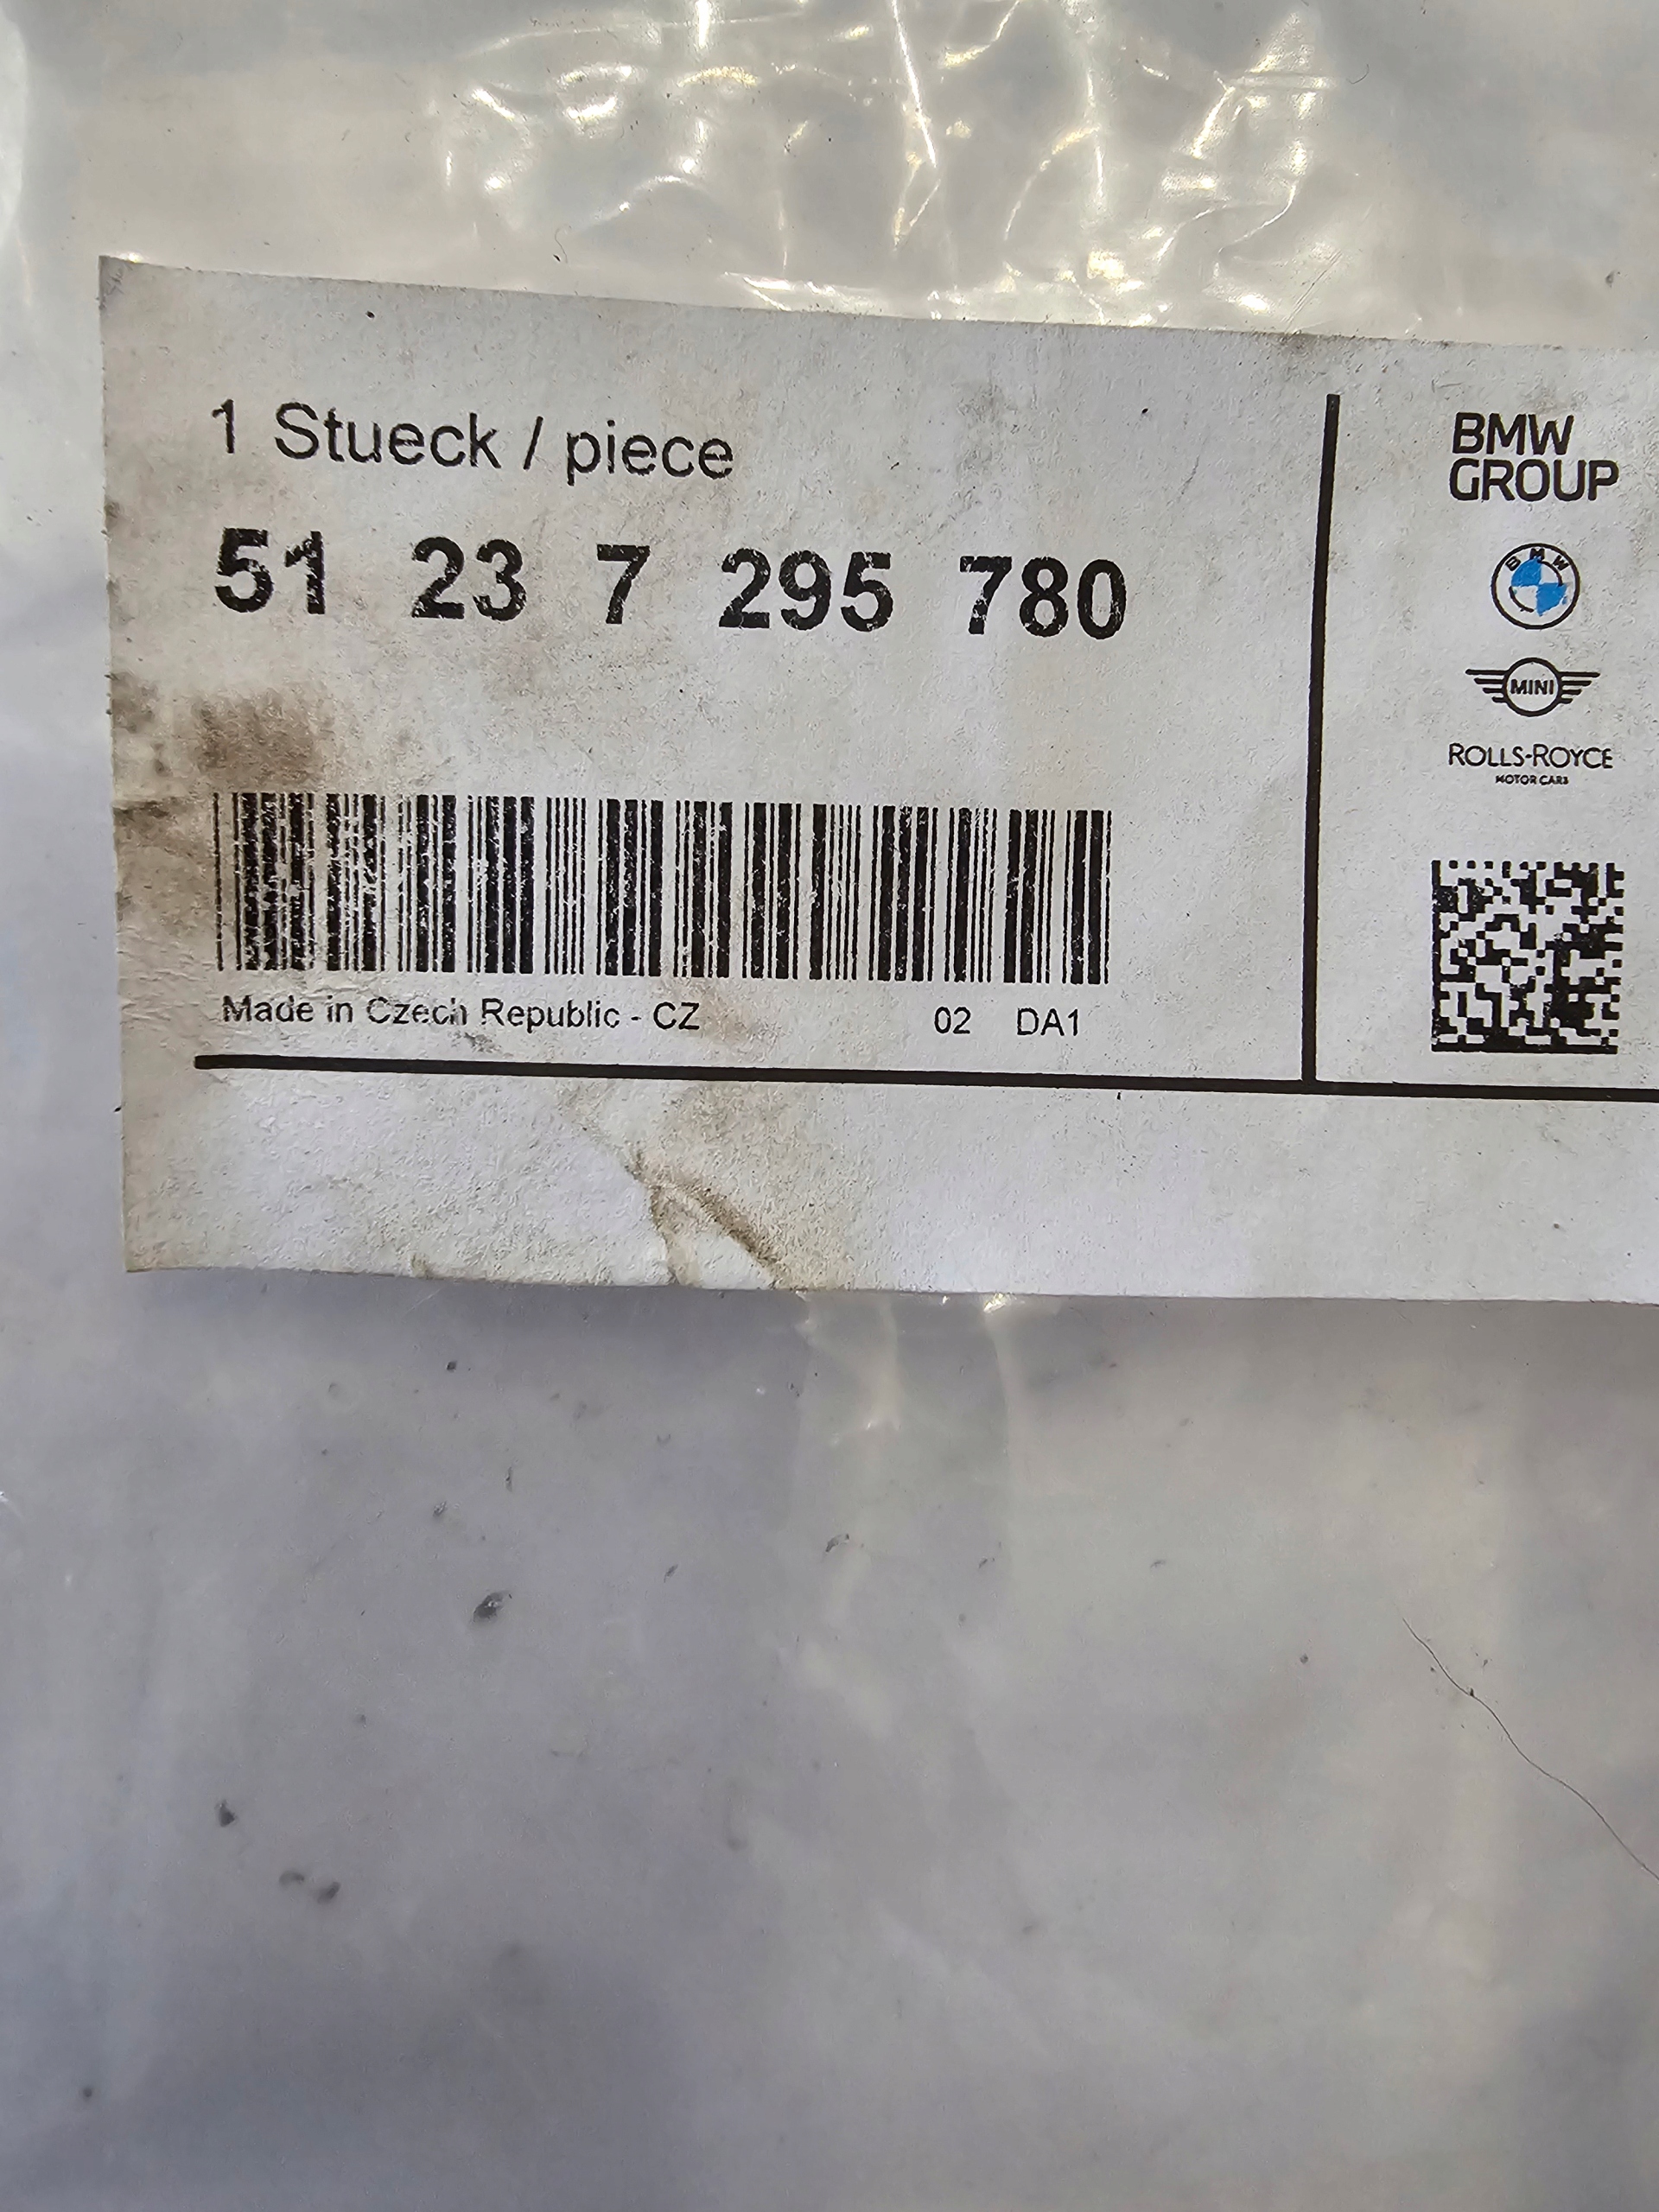 1 Stueck / piece
51 23 7 295 780
Made in Czech Republic - CZ
02 DA1
BMW
GROUP
BMW
MINI
ROLLS-ROYCE
MOTOR CARS